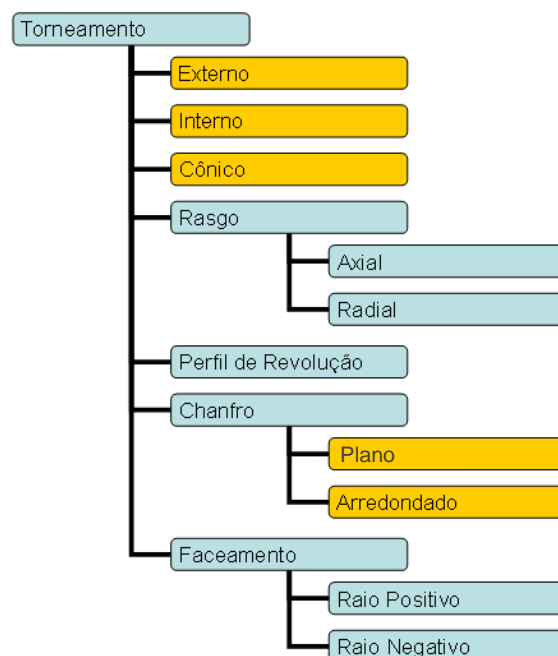 Torneamento
Externo
Interno
Cônico
Rasgo
Axial
Radial
Perfil de Revolução
Chanfro
Plano
Arredondado
Faceamento
Raio Positivo
Raio Negativo